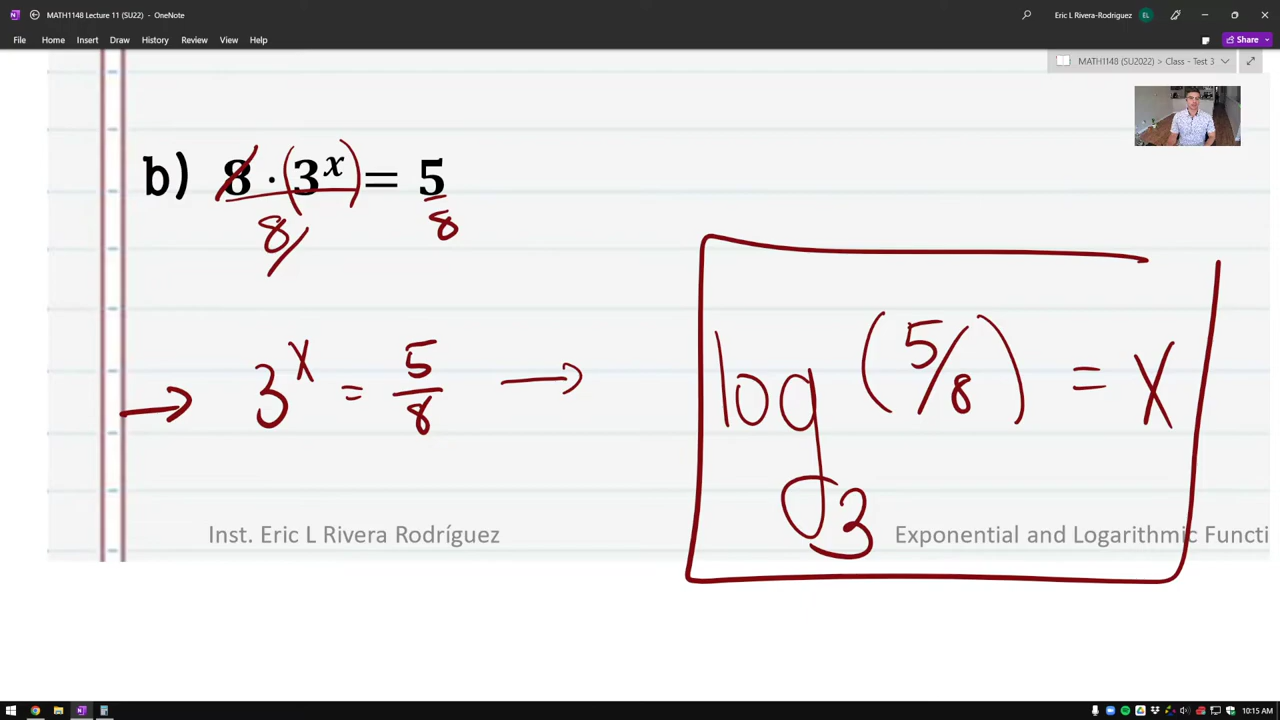 MATH1148 Lecture 11 (SU22) - OneNote
Eric L Rivera-Rodriguez EL
File Home Insert Draw History Review View Help
Share
MATH1148 (SU2022) > Class - Test 3
b) 8 · (3^x) = 5
8 8
→ 3^x = 5/8 → log_3 (5/8) = x
Inst. Eric L Rivera Rodríguez
Exponential and Logarithmic Functi
10:15 AM